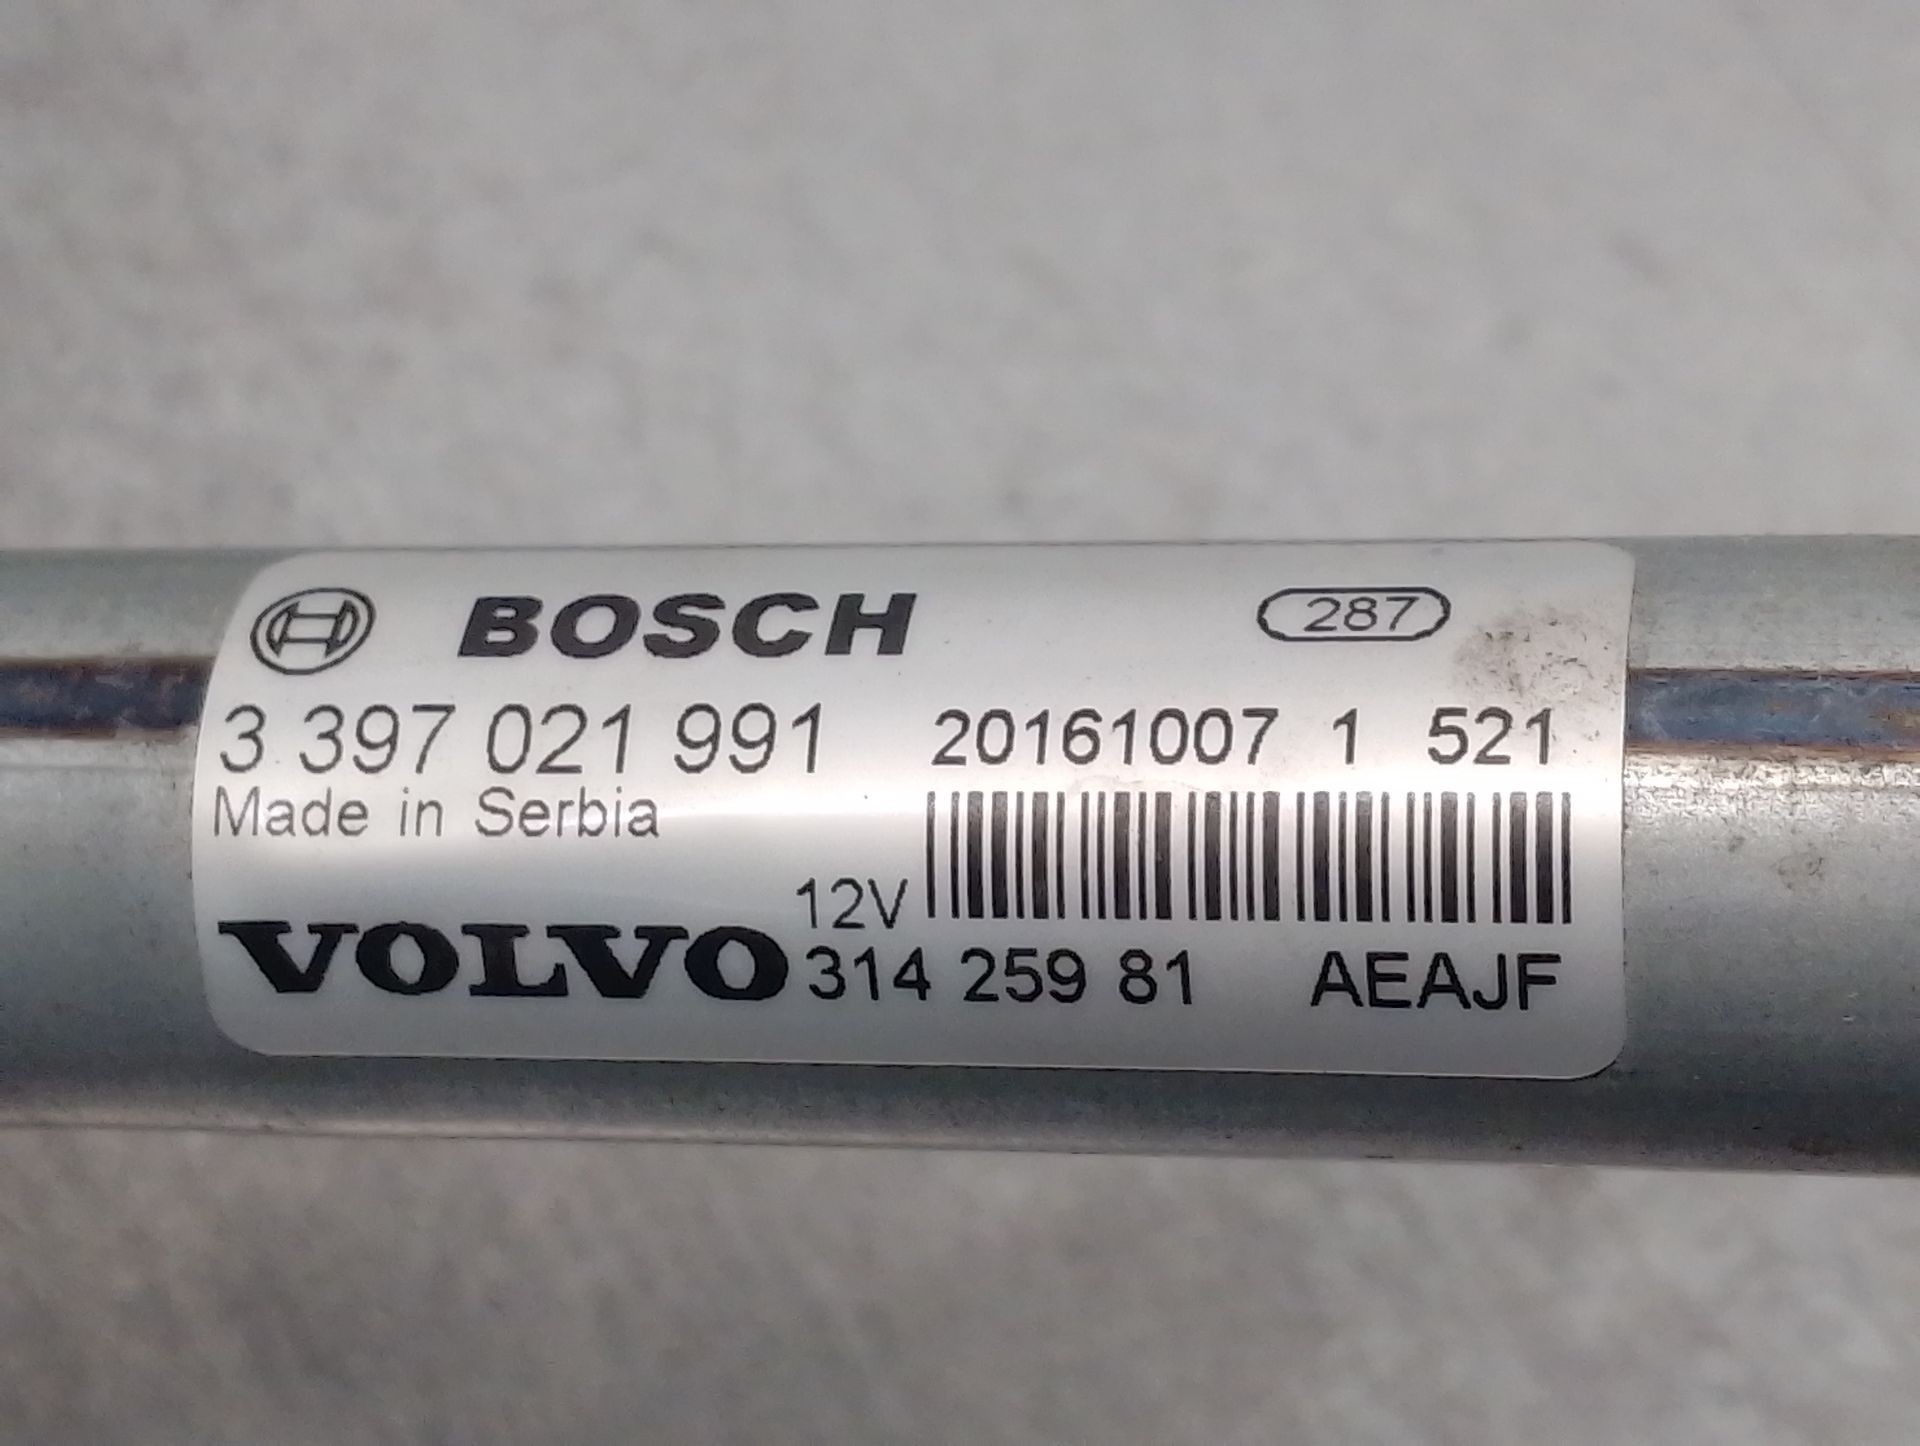 BOSCH 287
3 397 021 991 20161007 1 521
Made in Serbia
12V
VOLVO 314 259 81 AEAJF